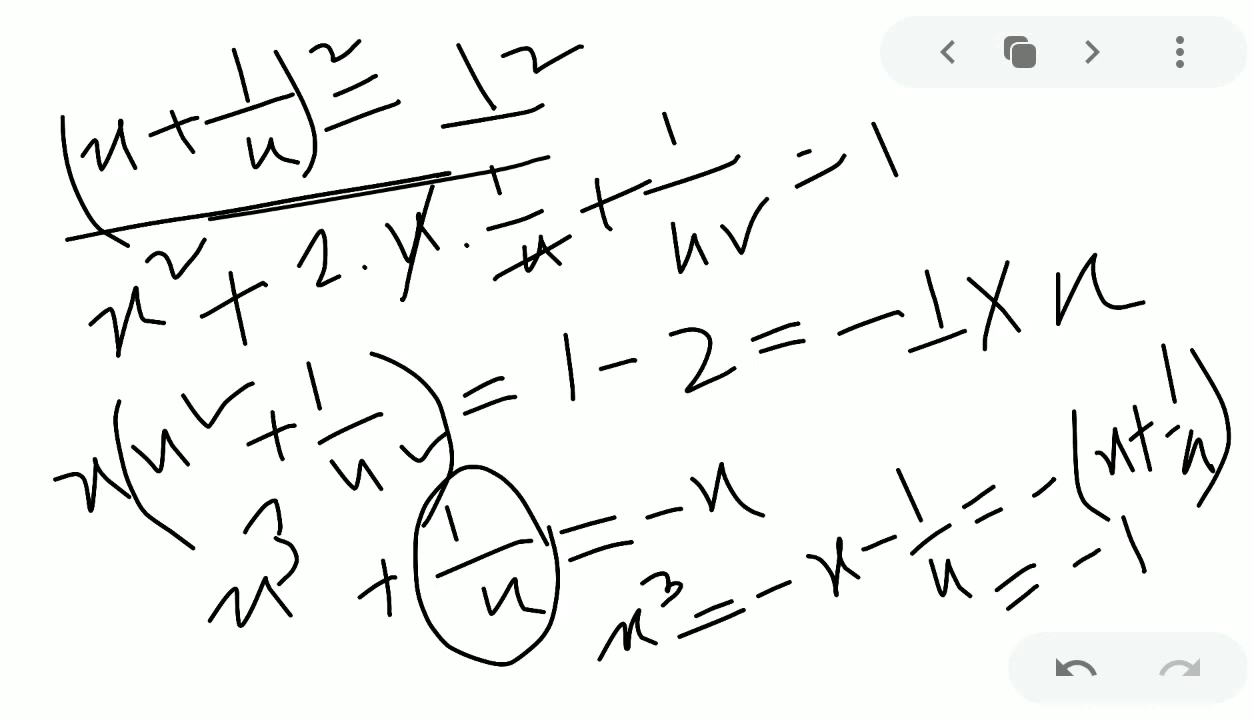 (x + 1/x)² = 1²
x² + 2 · x · 1/x + 1/x² = 1
x(x² + 1/x²) = 1 - 2 = -1 × x
x³ + 1/x = -x
x³ = -x - 1/x = -(x + 1/x) = -1